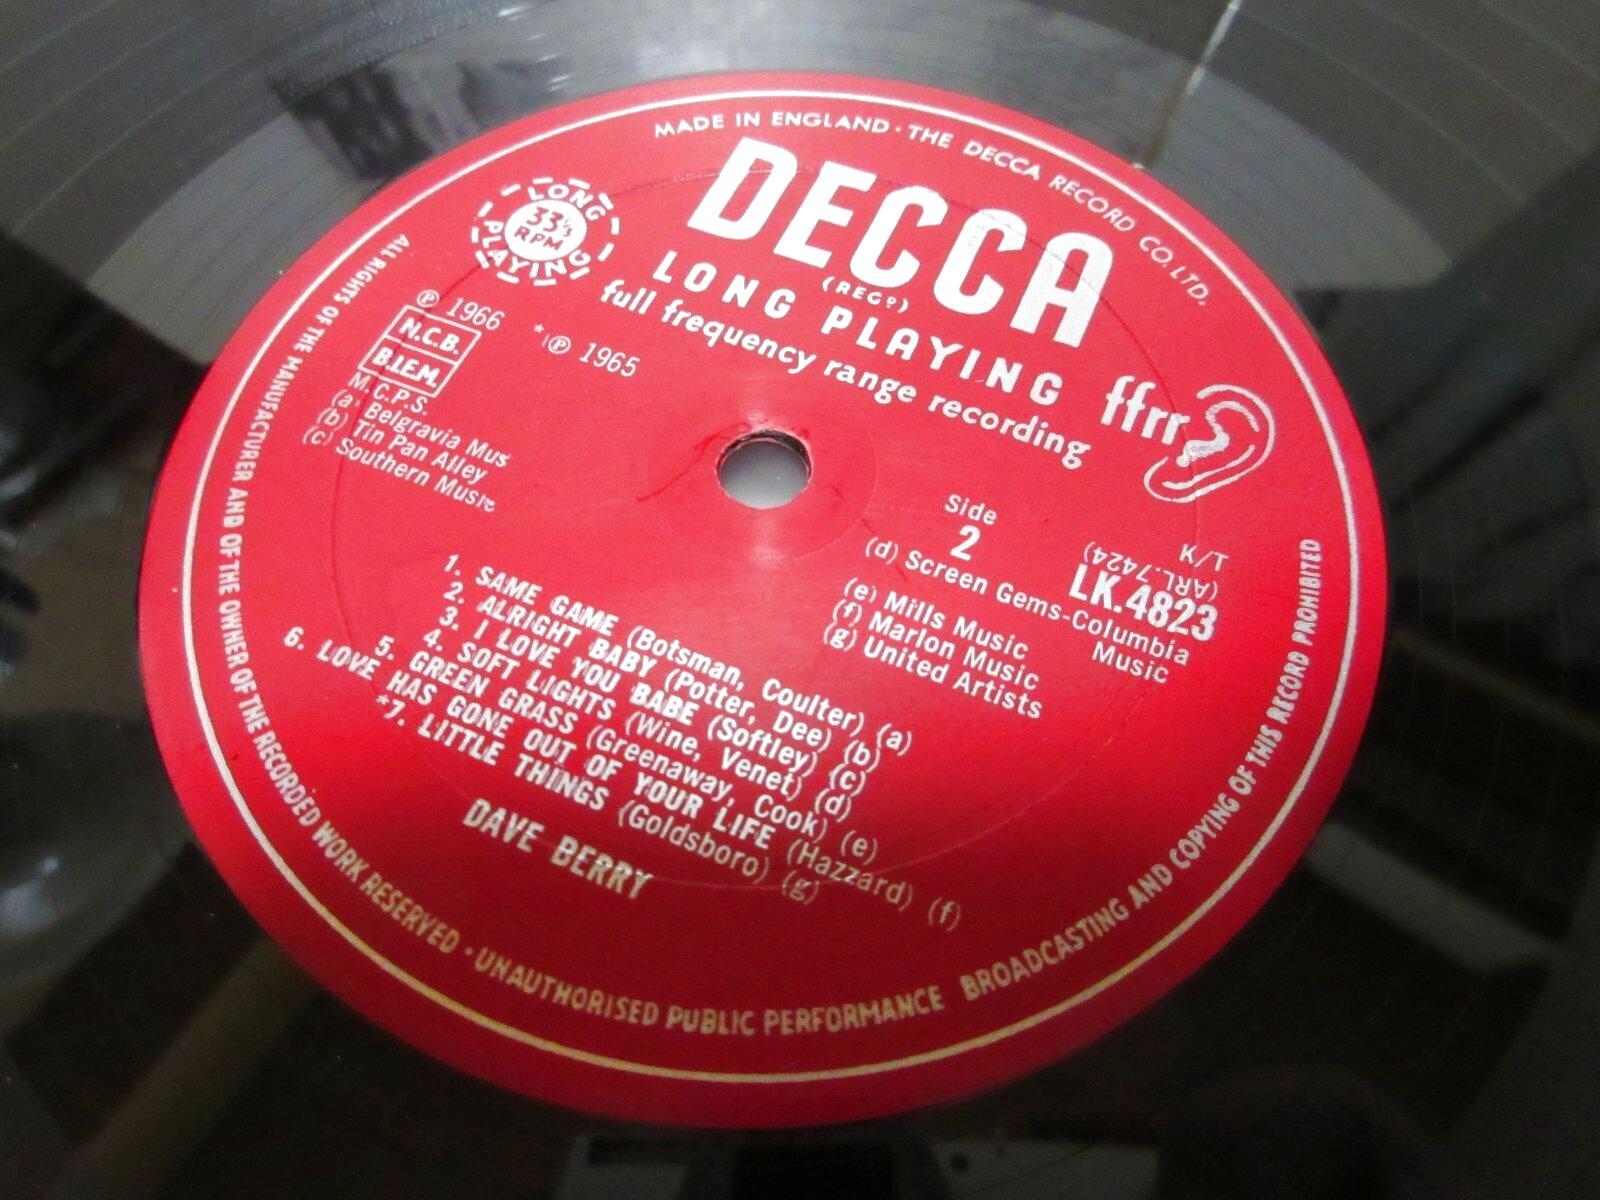 MADE IN ENGLAND · THE DECCA RECORD CO. LTD.
DECCA
(REGD)
LONG PLAYING
full frequency range recording
ffrr
LONG
33⅓
RPM
PLAYING
℗ 1966
*℗ 1965
N.C.B.
B.I.E.M.
M.C.P.S.
(a) Belgravia Mus
(b) Tin Pan Alley
(c) Southern Music
Side
2
K/T
(ARL.7424)
LK.4823
(d) Screen Gems-Columbia
Music
(e) Mills Music
(f) Marlon Music
(g) United Artists
1. SAME GAME (Botsman, Coulter) (a)
2. ALRIGHT BABY (Potter, Dee) (b)
3. I LOVE YOU BABE (Softley) (c)
4. SOFT LIGHTS (Wine, Venet) (d)
5. GREEN GRASS (Greenaway, Cook) (e)
6. LOVE HAS GONE OUT OF YOUR LIFE (Hazzard) (f)
*7. LITTLE THINGS (Goldsboro) (g)
DAVE BERRY
ALL RIGHTS OF THE MANUFACTURER AND OF THE OWNER OF THE RECORDED WORK RESERVED · UNAUTHORISED PUBLIC PERFORMANCE BROADCASTING AND COPYING OF THIS RECORD PROHIBITED